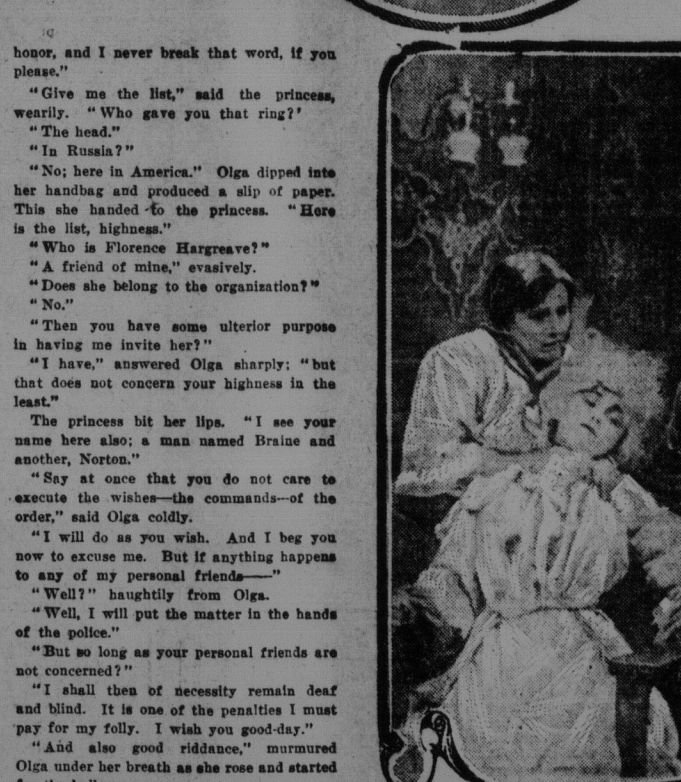 honor, and I never break that word, if you
please."
"Give me the list," said the princess,
wearily. "Who gave you that ring?'
"The head."
"In Russia?"
"No; here in America." Olga dipped into
her handbag and produced a slip of paper.
This she handed to the princess. "Here
is the list, highness."
"Who is Florence Hargreave?"
"A friend of mine," evasively.
"Does she belong to the organization?"
"No."
"Then you have some ulterior purpose
in having me invite her?"
"I have," answered Olga sharply; "but
that does not concern your highness in the
least."
The princess bit her lips. "I see your
name here also; a man named Braine and
another, Norton."
"Say at once that you do not care to
execute the wishes—the commands—of the
order," said Olga coldly.
"I will do as you wish. And I beg you
now to excuse me. But if anything happens
to any of my personal friends——"
"Well?" haughtily from Olga.
"Well, I will put the matter in the hands
of the police."
"But so long as your personal friends are
not concerned?"
"I shall then of necessity remain deaf
and blind. It is one of the penalties I must
pay for my folly. I wish you good-day."
"And also good riddance," murmured
Olga under her breath as she rose and started